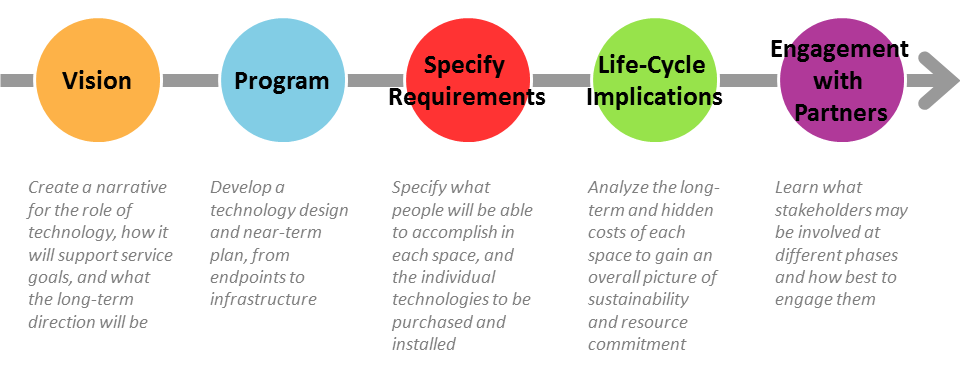 Vision
Program
Specify
Requirements
Life-Cycle
Implications
Engagement
with
Partners
Create a narrative
for the role of
technology, how it
will support service
goals, and what
the long-term
direction will be
Develop a
technology design
and near-term
plan, from
endpoints to
infrastructure
Specify what
people will be able
to accomplish in
each space, and
the individual
technologies to be
purchased and
installed
Analyze the long-
term and hidden
costs of each
space to gain an
overall picture of
sustainability
and resource
commitment
Learn what
stakeholders may
be involved at
different phases
and how best to
engage them